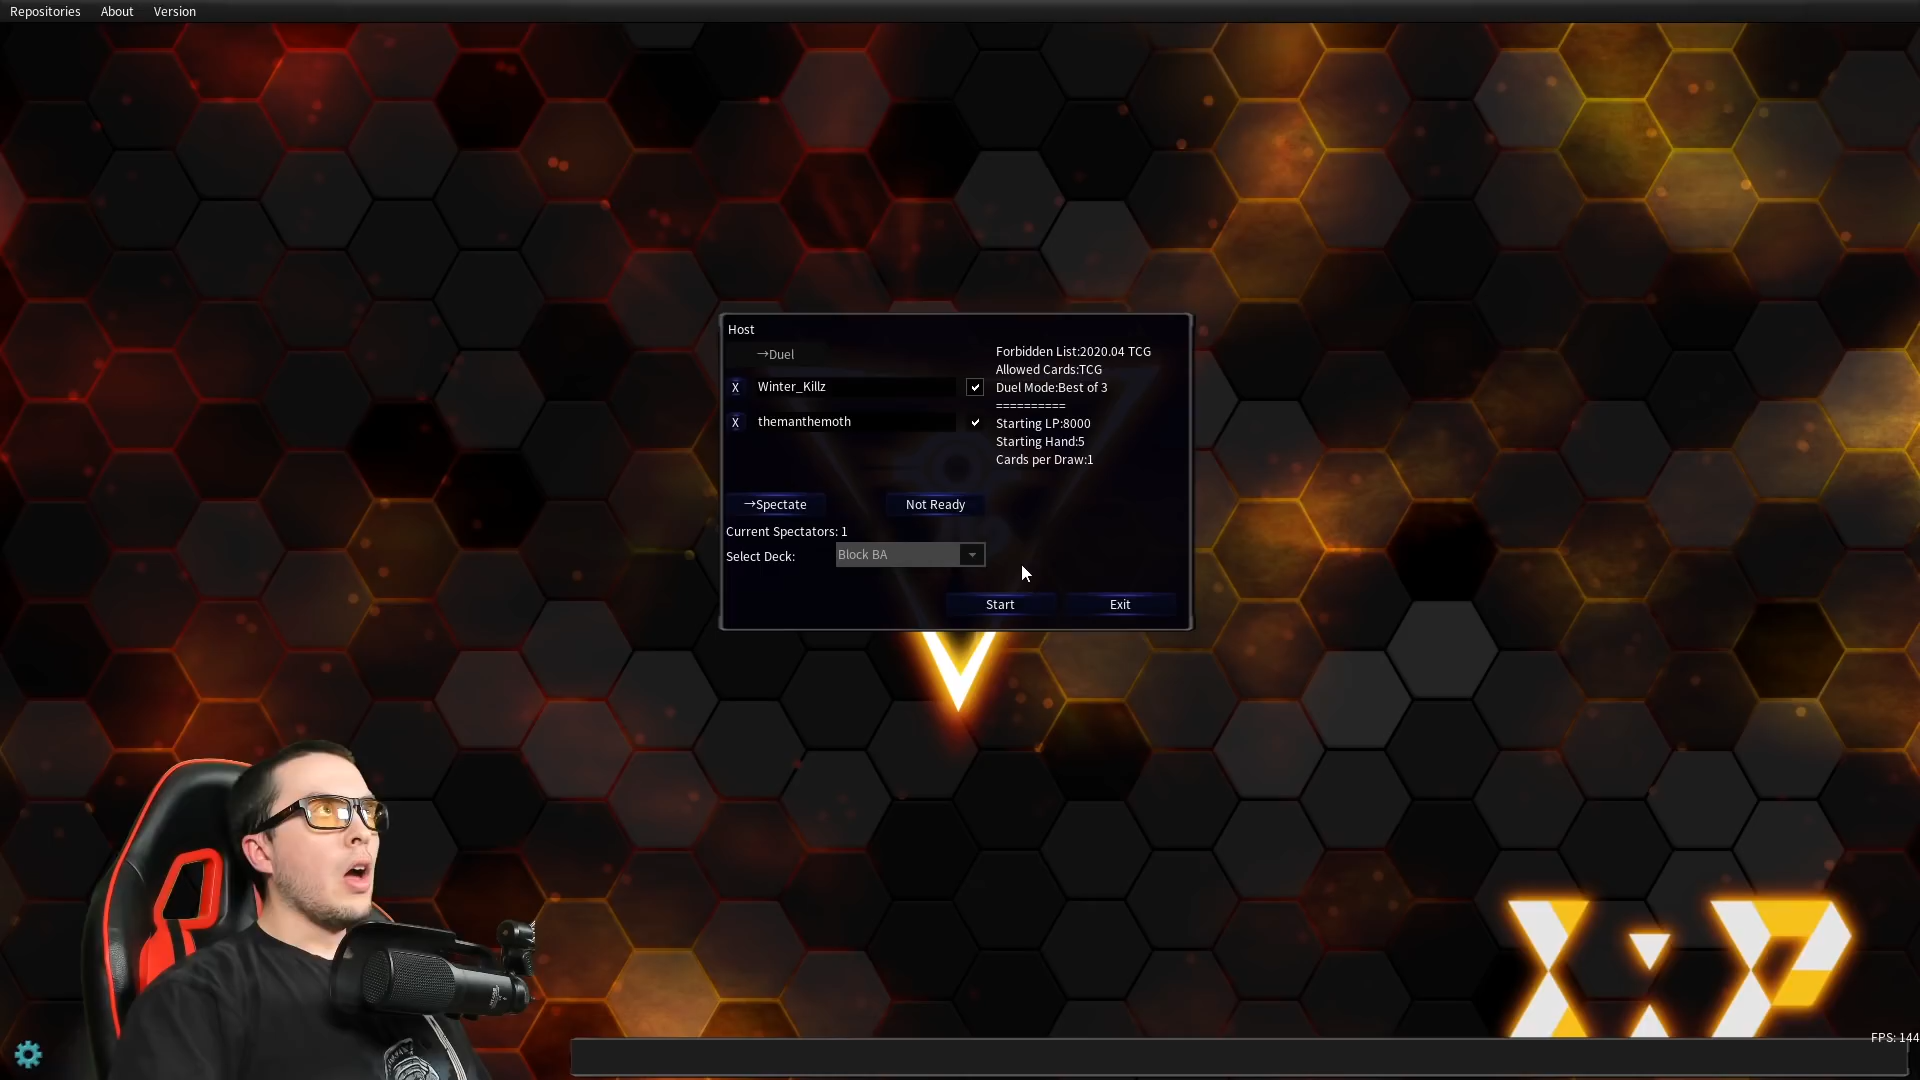 Repositories About Version
Host
→Duel
X Winter_Killz
X themanthemoth
Forbidden List:2020.04 TCG
Allowed Cards:TCG
Duel Mode:Best of 3
==========
Starting LP:8000
Starting Hand:5
Cards per Draw:1
→Spectate Not Ready
Current Spectators: 1
Select Deck: Block BA
Start Exit
FPS: 144